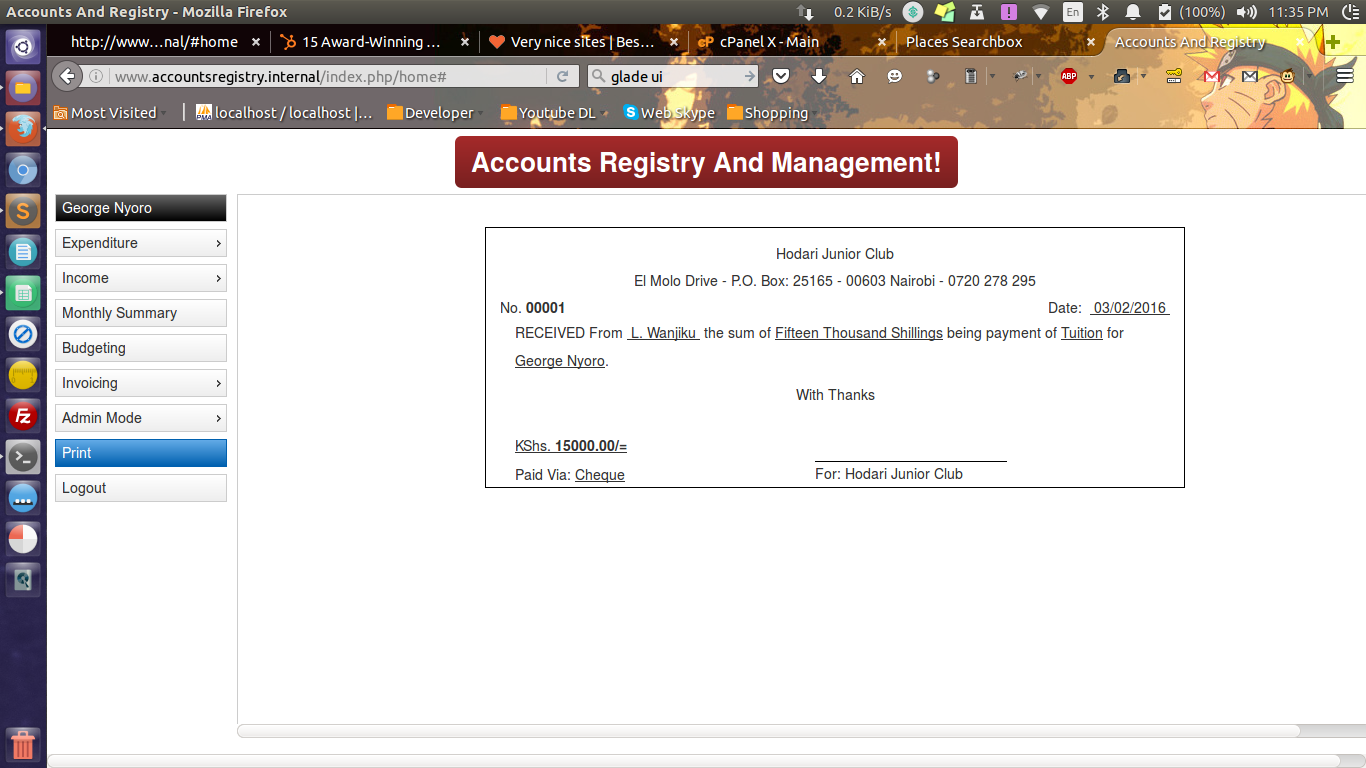 Accounts And Registry - Mozilla Firefox
0.2 KiB/s En (100%) 11:35 PM
http://www...nal/#home 15 Award-Winning ... Very nice sites | Bes... cPanel X - Main Places Searchbox Accounts And Registry
www.accountsregistry.internal/index.php/home# glade ui ABP
Most Visited PMA localhost / localhost |... Developer Youtube DL Web Skype Shopping
Accounts Registry And Management!
George Nyoro
Expenditure
Income
Monthly Summary
Budgeting
Invoicing
Admin Mode
Print
Logout
Hodari Junior Club
El Molo Drive - P.O. Box: 25165 - 00603 Nairobi - 0720 278 295
No. 00001 Date: 03/02/2016
RECEIVED From L. Wanjiku the sum of Fifteen Thousand Shillings being payment of Tuition for
George Nyoro.
With Thanks
KShs. 15000.00/=
Paid Via: Cheque For: Hodari Junior Club